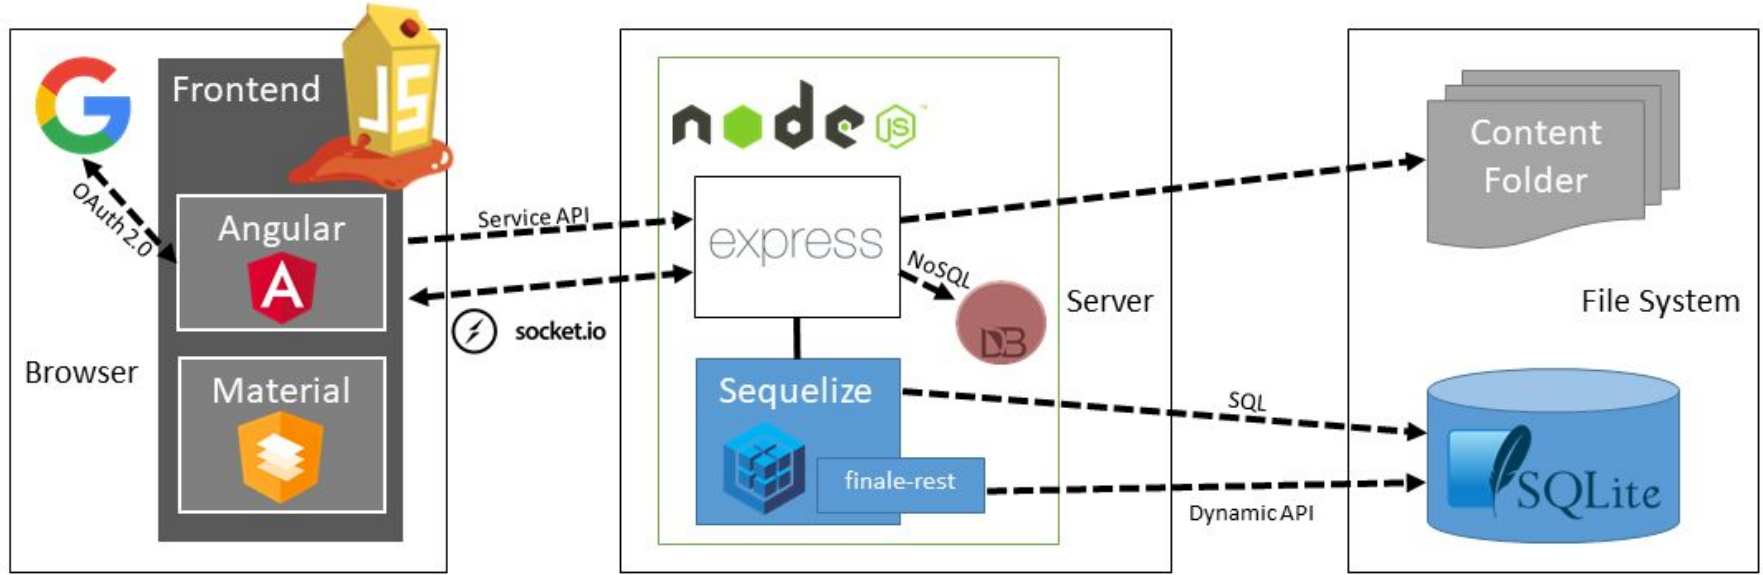 Frontend
JS
OAuth 2.0
Angular
A
Material
Browser
Service API
socket.io
node
JS
™
express
NoSQL
DB
Server
Sequelize
finale-rest
SQL
Dynamic API
Content
Folder
File System
SQLite